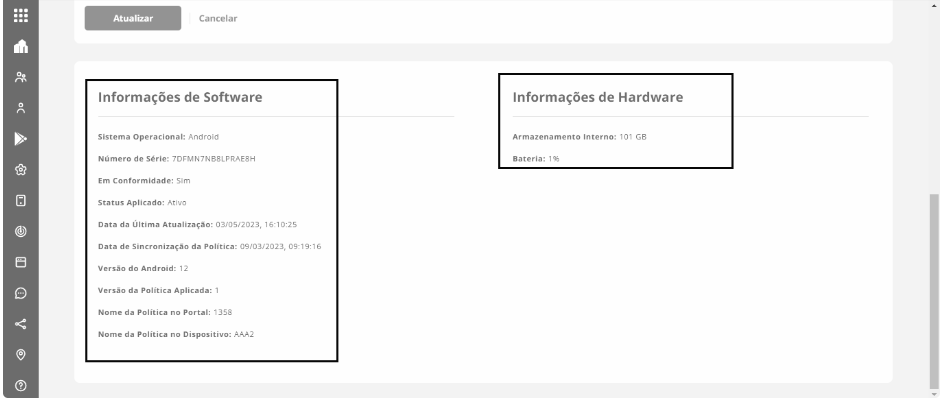 Atualizar
Cancelar
Informações de Software
Sistema Operacional: Android
Número de Série: 7DFMN7NB8LPRAE8H
Em Conformidade: Sim
Status Aplicado: Ativo
Data da Última Atualização: 03/05/2023, 16:10:25
Data de Sincronização da Política: 09/03/2023, 09:19:16
Versão do Android: 12
Versão da Política Aplicada: 1
Nome da Política no Portal: 1358
Nome da Política no Dispositivo: AAA2
Informações de Hardware
Armazenamento Interno: 101 GB
Bateria: 1%